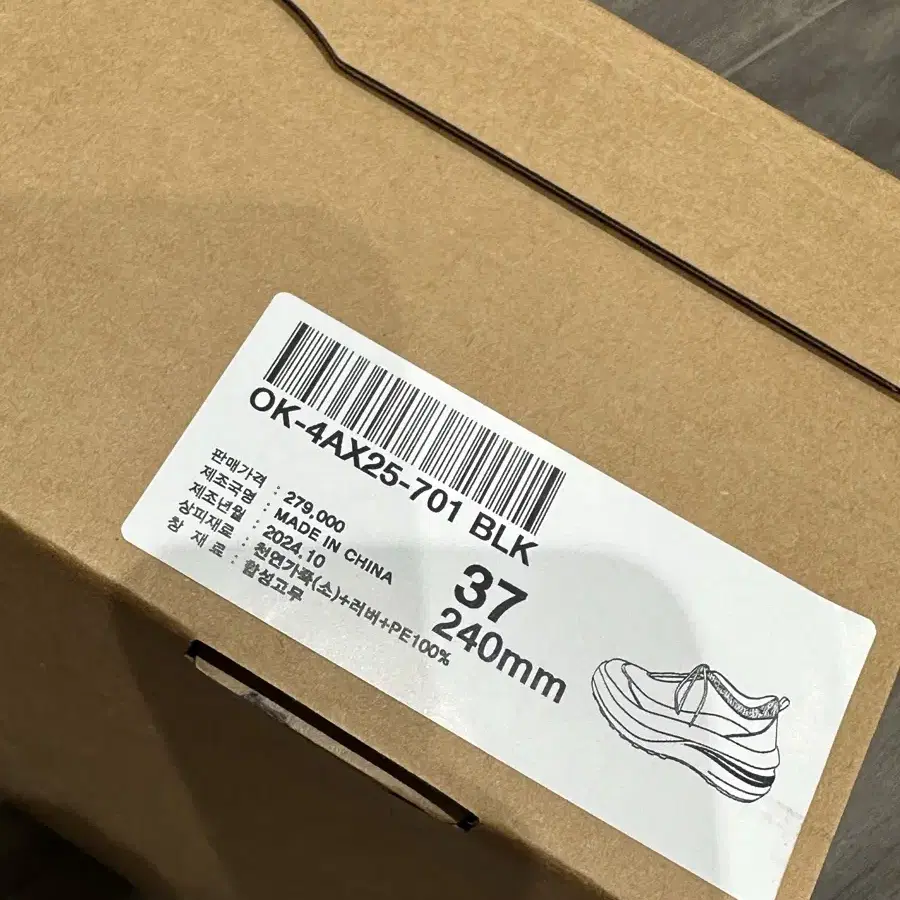 OK-4AX25-701 BLK
판매가격 : 279,000
제조국명 : MADE IN CHINA
제조년월 : 2024.10
상피재료 : 천연가죽(소)+러버+PE100%
창 재 료 : 합성고무
37
240mm